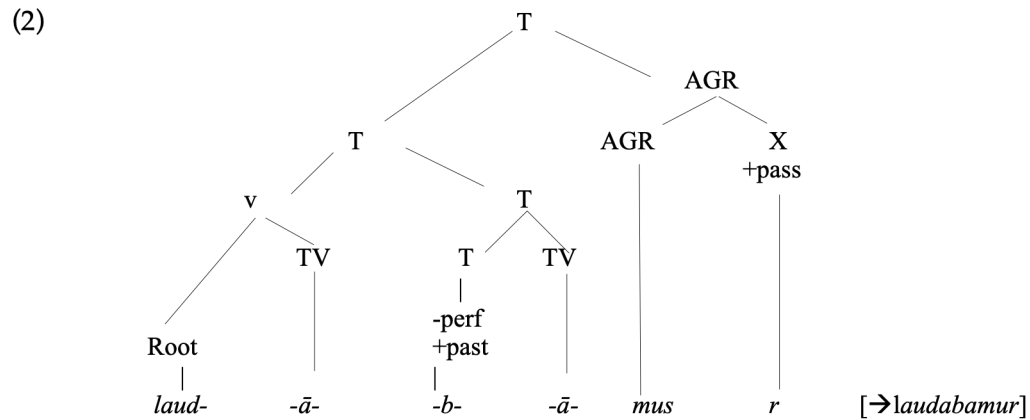 (2) T
AGR
T AGR X
+pass
v T
TV T TV
-perf
Root +past
laud- -ā- -b- -ā- mus r [→laudabamur]